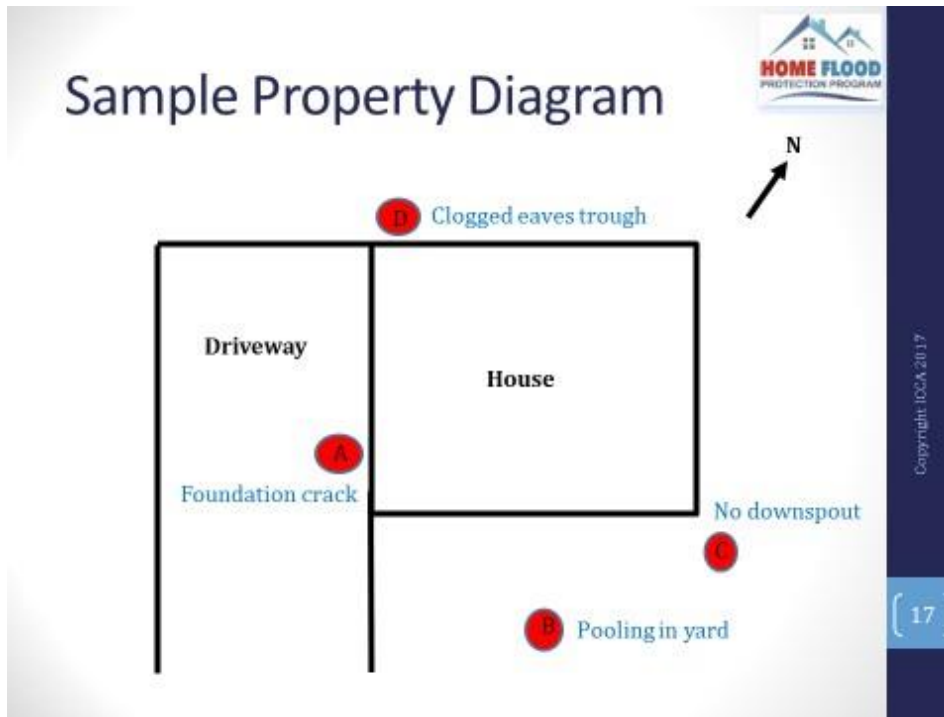 HOME FLOOD
PROTECTION PROGRAM
Sample Property Diagram
N
D Clogged eaves trough
Driveway
House
A
Foundation crack
No downspout
C
B Pooling in yard
Copyright ICCA 2017
17